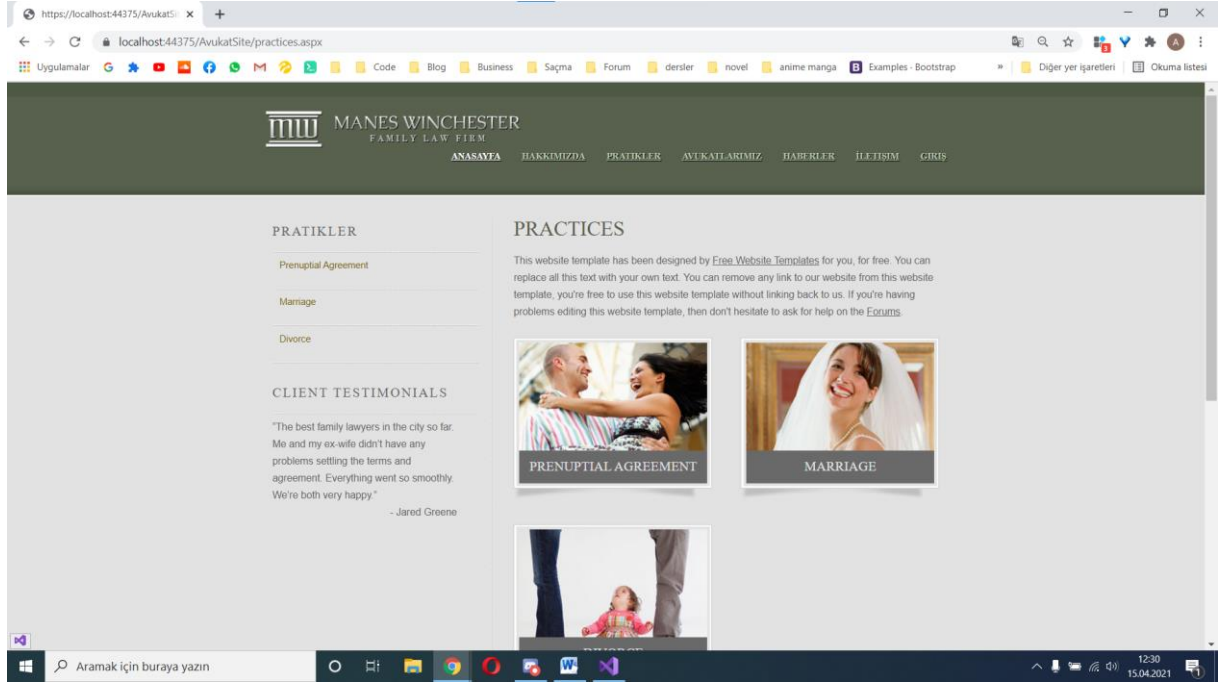 https://localhost:44375/AvukatSi
localhost:44375/AvukatSite/practices.aspx
Uygulamalar Code Blog Business Saçma Forum dersler novel anime manga B Examples - Bootstrap » Diğer yer işaretleri Okuma listesi
mw MANES WINCHESTER
FAMILY LAW FIRM
ANASAYFA HAKKIMIZDA PRATIKLER AVUKATLARIMIZ HABERLER İLETIŞIM GIRIŞ
PRATIKLER
Prenuptial Agreement
Marriage
Divorce
CLIENT TESTIMONIALS
"The best family lawyers in the city so far.
Me and my ex-wife didn't have any
problems settling the terms and
agreement. Everything went so smoothly.
We're both very happy."
- Jared Greene
PRACTICES
This website template has been designed by Free Website Templates for you, for free. You can
replace all this text with your own text. You can remove any link to our website from this website
template, you're free to use this website template without linking back to us. If you're having
problems editing this website template, then don't hesitate to ask for help on the Forums.
PRENUPTIAL AGREEMENT
MARRIAGE
DIVORCE
Aramak için buraya yazın
12:30
15.04.2021